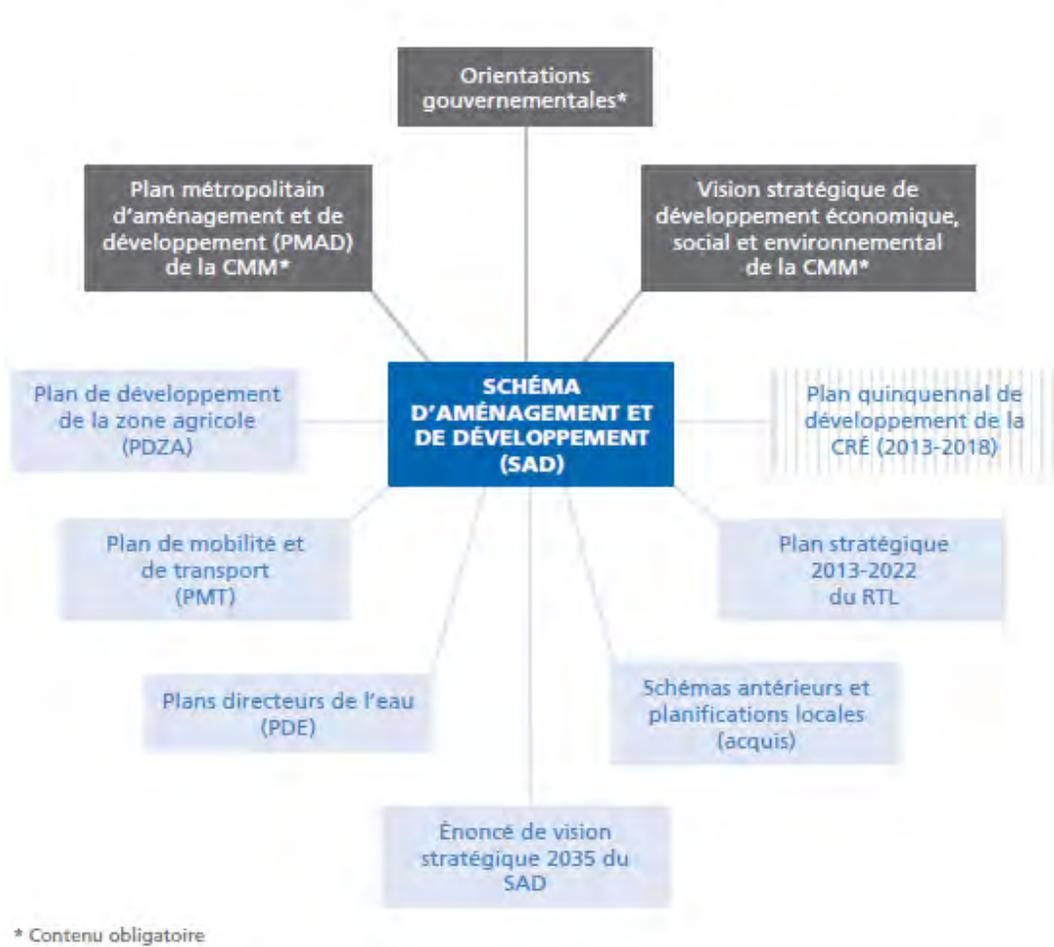 Orientations
gouvernementales*
Plan métropolitain
d'aménagement et de
développement (PMAD)
de la CMM*
Vision stratégique de
développement économique,
social et environnemental
de la CMM*
SCHÉMA
D'AMÉNAGEMENT ET
DE DÉVELOPPEMENT
(SAD)
Plan de développement
de la zone agricole
(PDZA)
Plan quinquennal de
développement de la
CRÉ (2013-2018)
Plan de mobilité et
de transport
(PMT)
Plan stratégique
2013-2022
du RTL
Plans directeurs de l'eau
(PDE)
Schémas antérieurs et
planifications locales
(acquis)
Énoncé de vision
stratégique 2035 du
SAD
* Contenu obligatoire